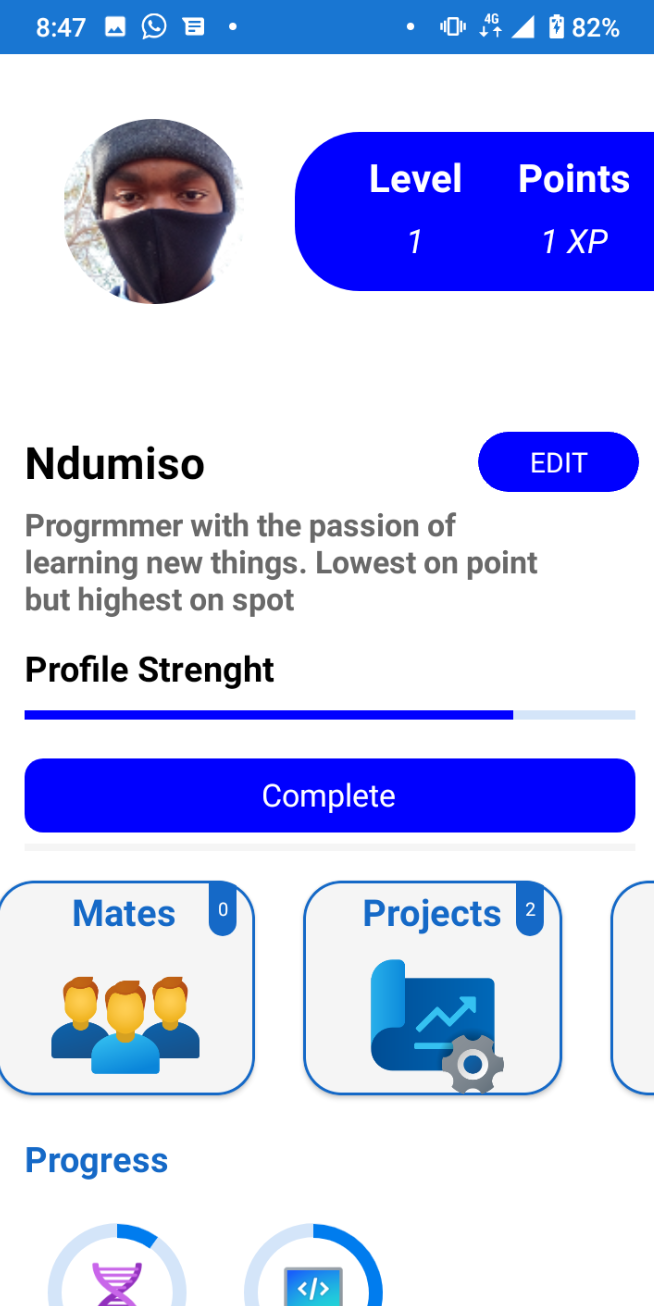 8:47 4G 82%
Level Points
1 1 XP
Ndumiso EDIT
Progrmmer with the passion of
learning new things. Lowest on point
but highest on spot
Profile Strenght
Complete
Mates 0 Projects 2
Progress